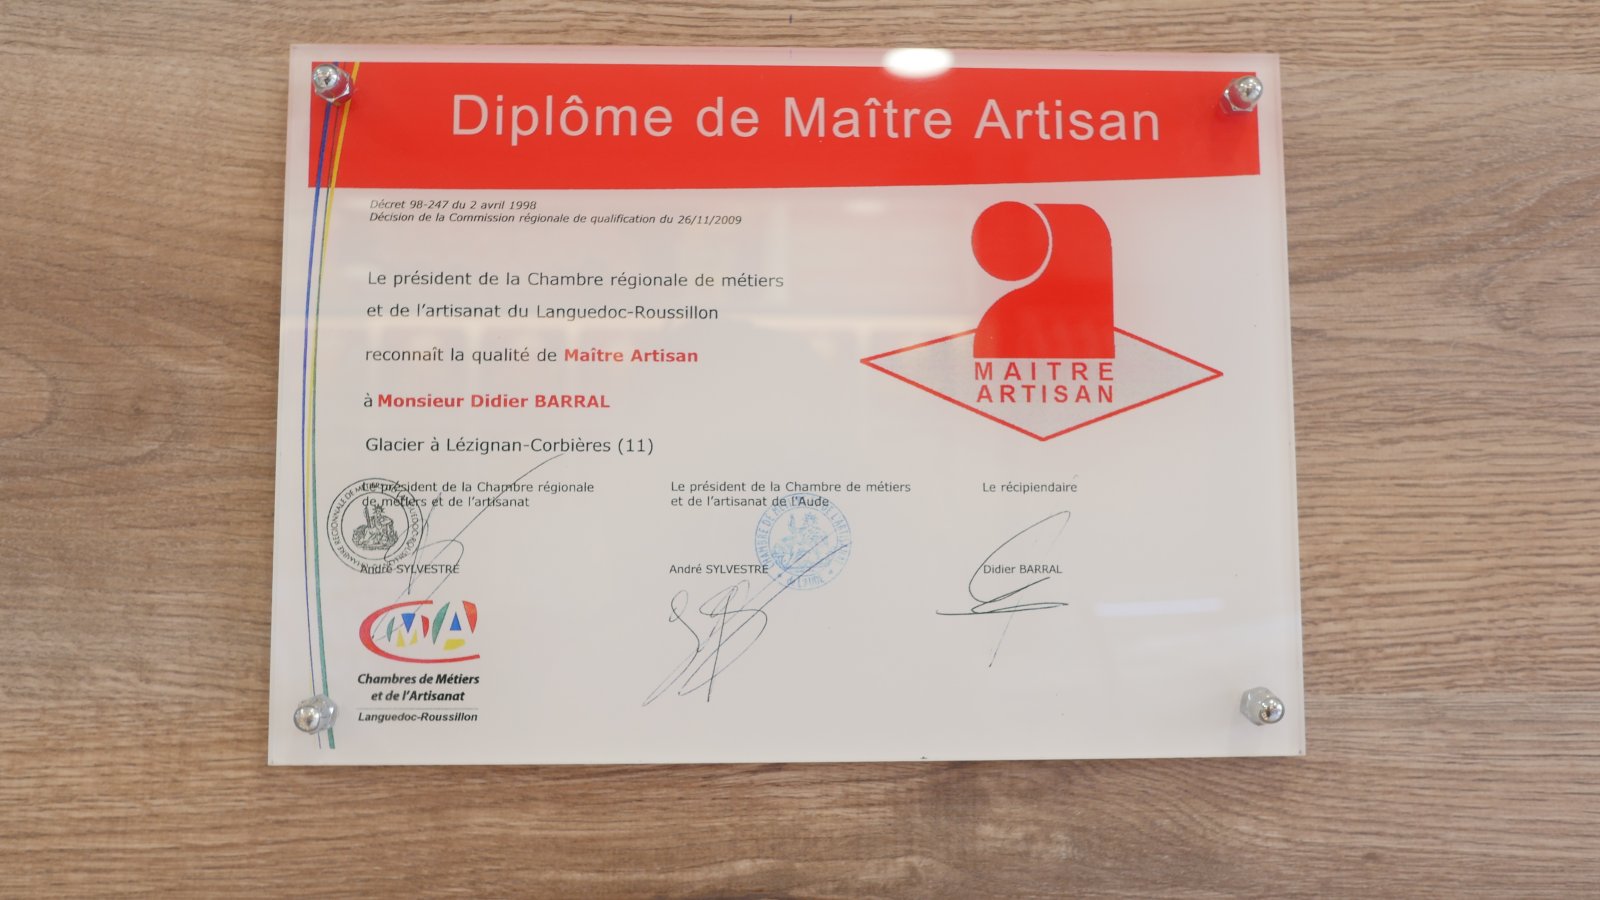 Diplôme de Maître Artisan
Décret 98-247 du 2 avril 1998
Décision de la Commission régionale de qualification du 26/11/2009
Le président de la Chambre régionale de métiers
et de l'artisanat du Languedoc-Roussillon
reconnaît la qualité de Maître Artisan
à Monsieur Didier BARRAL
Glacier à Lézignan-Corbières (11)
MAITRE
ARTISAN
Le président de la Chambre régionale
de métiers et de l'artisanat
André SYLVESTRE
Le président de la Chambre de métiers
et de l'artisanat de l'Aude
André SYLVESTRE
Le récipiendaire
Didier BARRAL
CMA
Chambres de Métiers
et de l'Artisanat
Languedoc-Roussillon